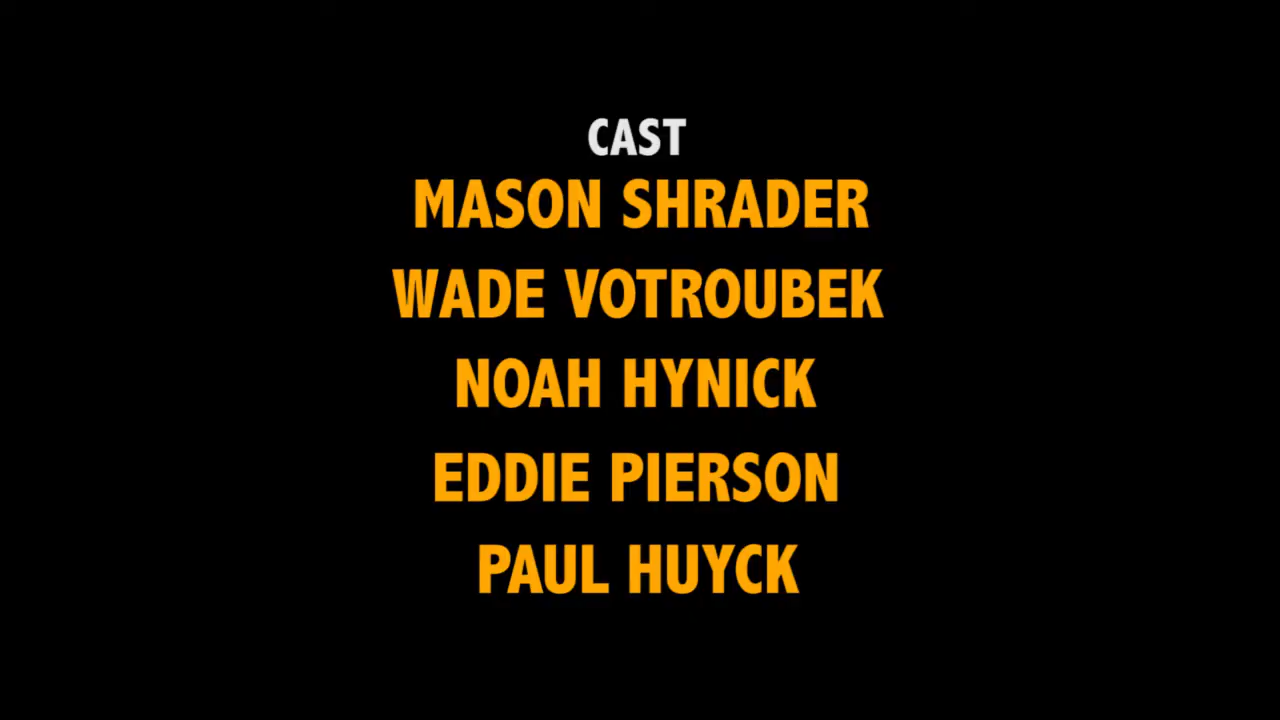 CAST
MASON SHRADER
WADE VOTROUBEK
NOAH HYNICK
EDDIE PIERSON
PAUL HUYCK